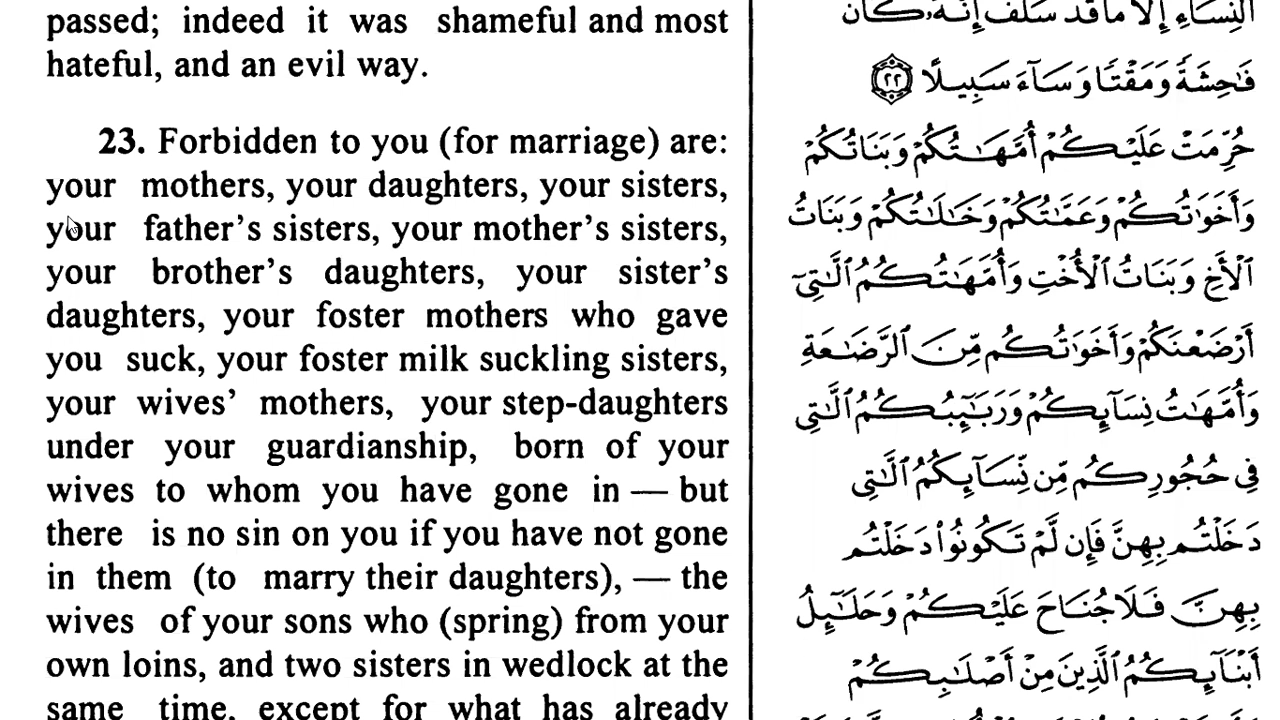 passed; indeed it was shameful and most
hateful, and an evil way.
23. Forbidden to you (for marriage) are:
your mothers, your daughters, your sisters,
your father's sisters, your mother's sisters,
your brother's daughters, your sister's
daughters, your foster mothers who gave
you suck, your foster milk suckling sisters,
your wives' mothers, your step-daughters
under your guardianship, born of your
wives to whom you have gone in — but
there is no sin on you if you have not gone
in them (to marry their daughters), — the
wives of your sons who (spring) from your
own loins, and two sisters in wedlock at the
same time, except for what has already
ٱلنِّسَآءِ إِلَّا مَا قَدْ سَلَفَ إِنَّهُۥ كَانَ
فَـٰحِشَةً وَمَقْتًا وَسَآءَ سَبِيلًا ٢٢
حُرِّمَتْ عَلَيْكُمْ أُمَّهَـٰتُكُمْ وَبَنَاتُكُمْ
وَأَخَوَٰتُكُمْ وَعَمَّـٰتُكُمْ وَخَـٰلَـٰتُكُمْ وَبَنَاتُ
ٱلْأَخِ وَبَنَاتُ ٱلْأُخْتِ وَأُمَّهَـٰتُكُمُ ٱلَّـٰتِىٓ
أَرْضَعْنَكُمْ وَأَخَوَٰتُكُم مِّنَ ٱلرَّضَـٰعَةِ
وَأُمَّهَـٰتُ نِسَآئِكُمْ وَرَبَـٰٓئِبُكُمُ ٱلَّـٰتِى
فِى حُجُورِكُم مِّن نِّسَآئِكُمُ ٱلَّـٰتِى
دَخَلْتُم بِهِنَّ فَإِن لَّمْ تَكُونُوا۟ دَخَلْتُم
بِهِنَّ فَلَا جُنَاحَ عَلَيْكُمْ وَحَلَـٰٓئِلُ
أَبْنَآئِكُمُ ٱلَّذِينَ مِنْ أَصْلَـٰبِكُمْ